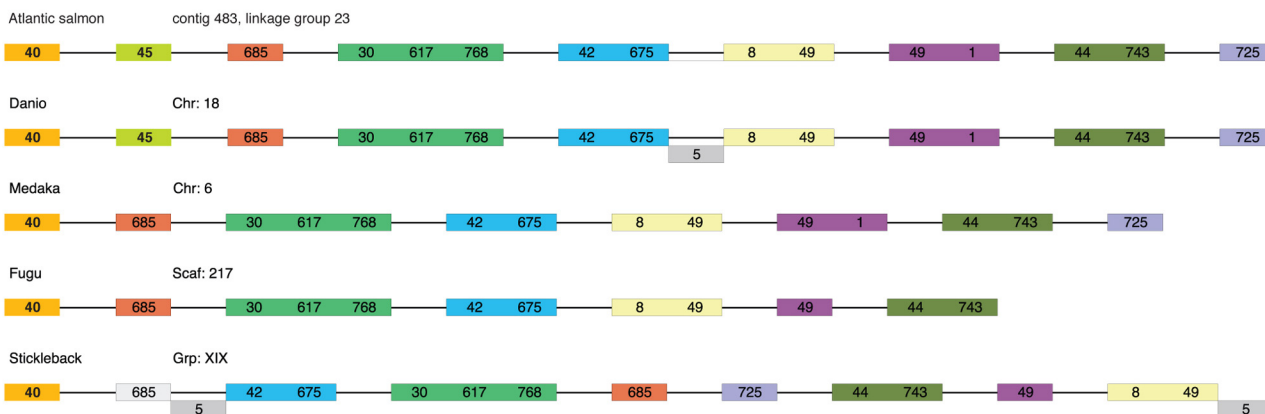 Atlantic salmon contig 483, linkage group 23
40 45 685 30 617 768 42 675 8 49 49 1 44 743 725
Danio Chr: 18
40 45 685 30 617 768 42 675 8 49 49 1 44 743 725
5
Medaka Chr: 6
40 685 30 617 768 42 675 8 49 49 1 44 743 725
Fugu Scaf: 217
40 685 30 617 768 42 675 8 49 49 44 743
Stickleback Grp: XIX
40 685 42 675 30 617 768 685 725 44 743 49 8 49
5 5